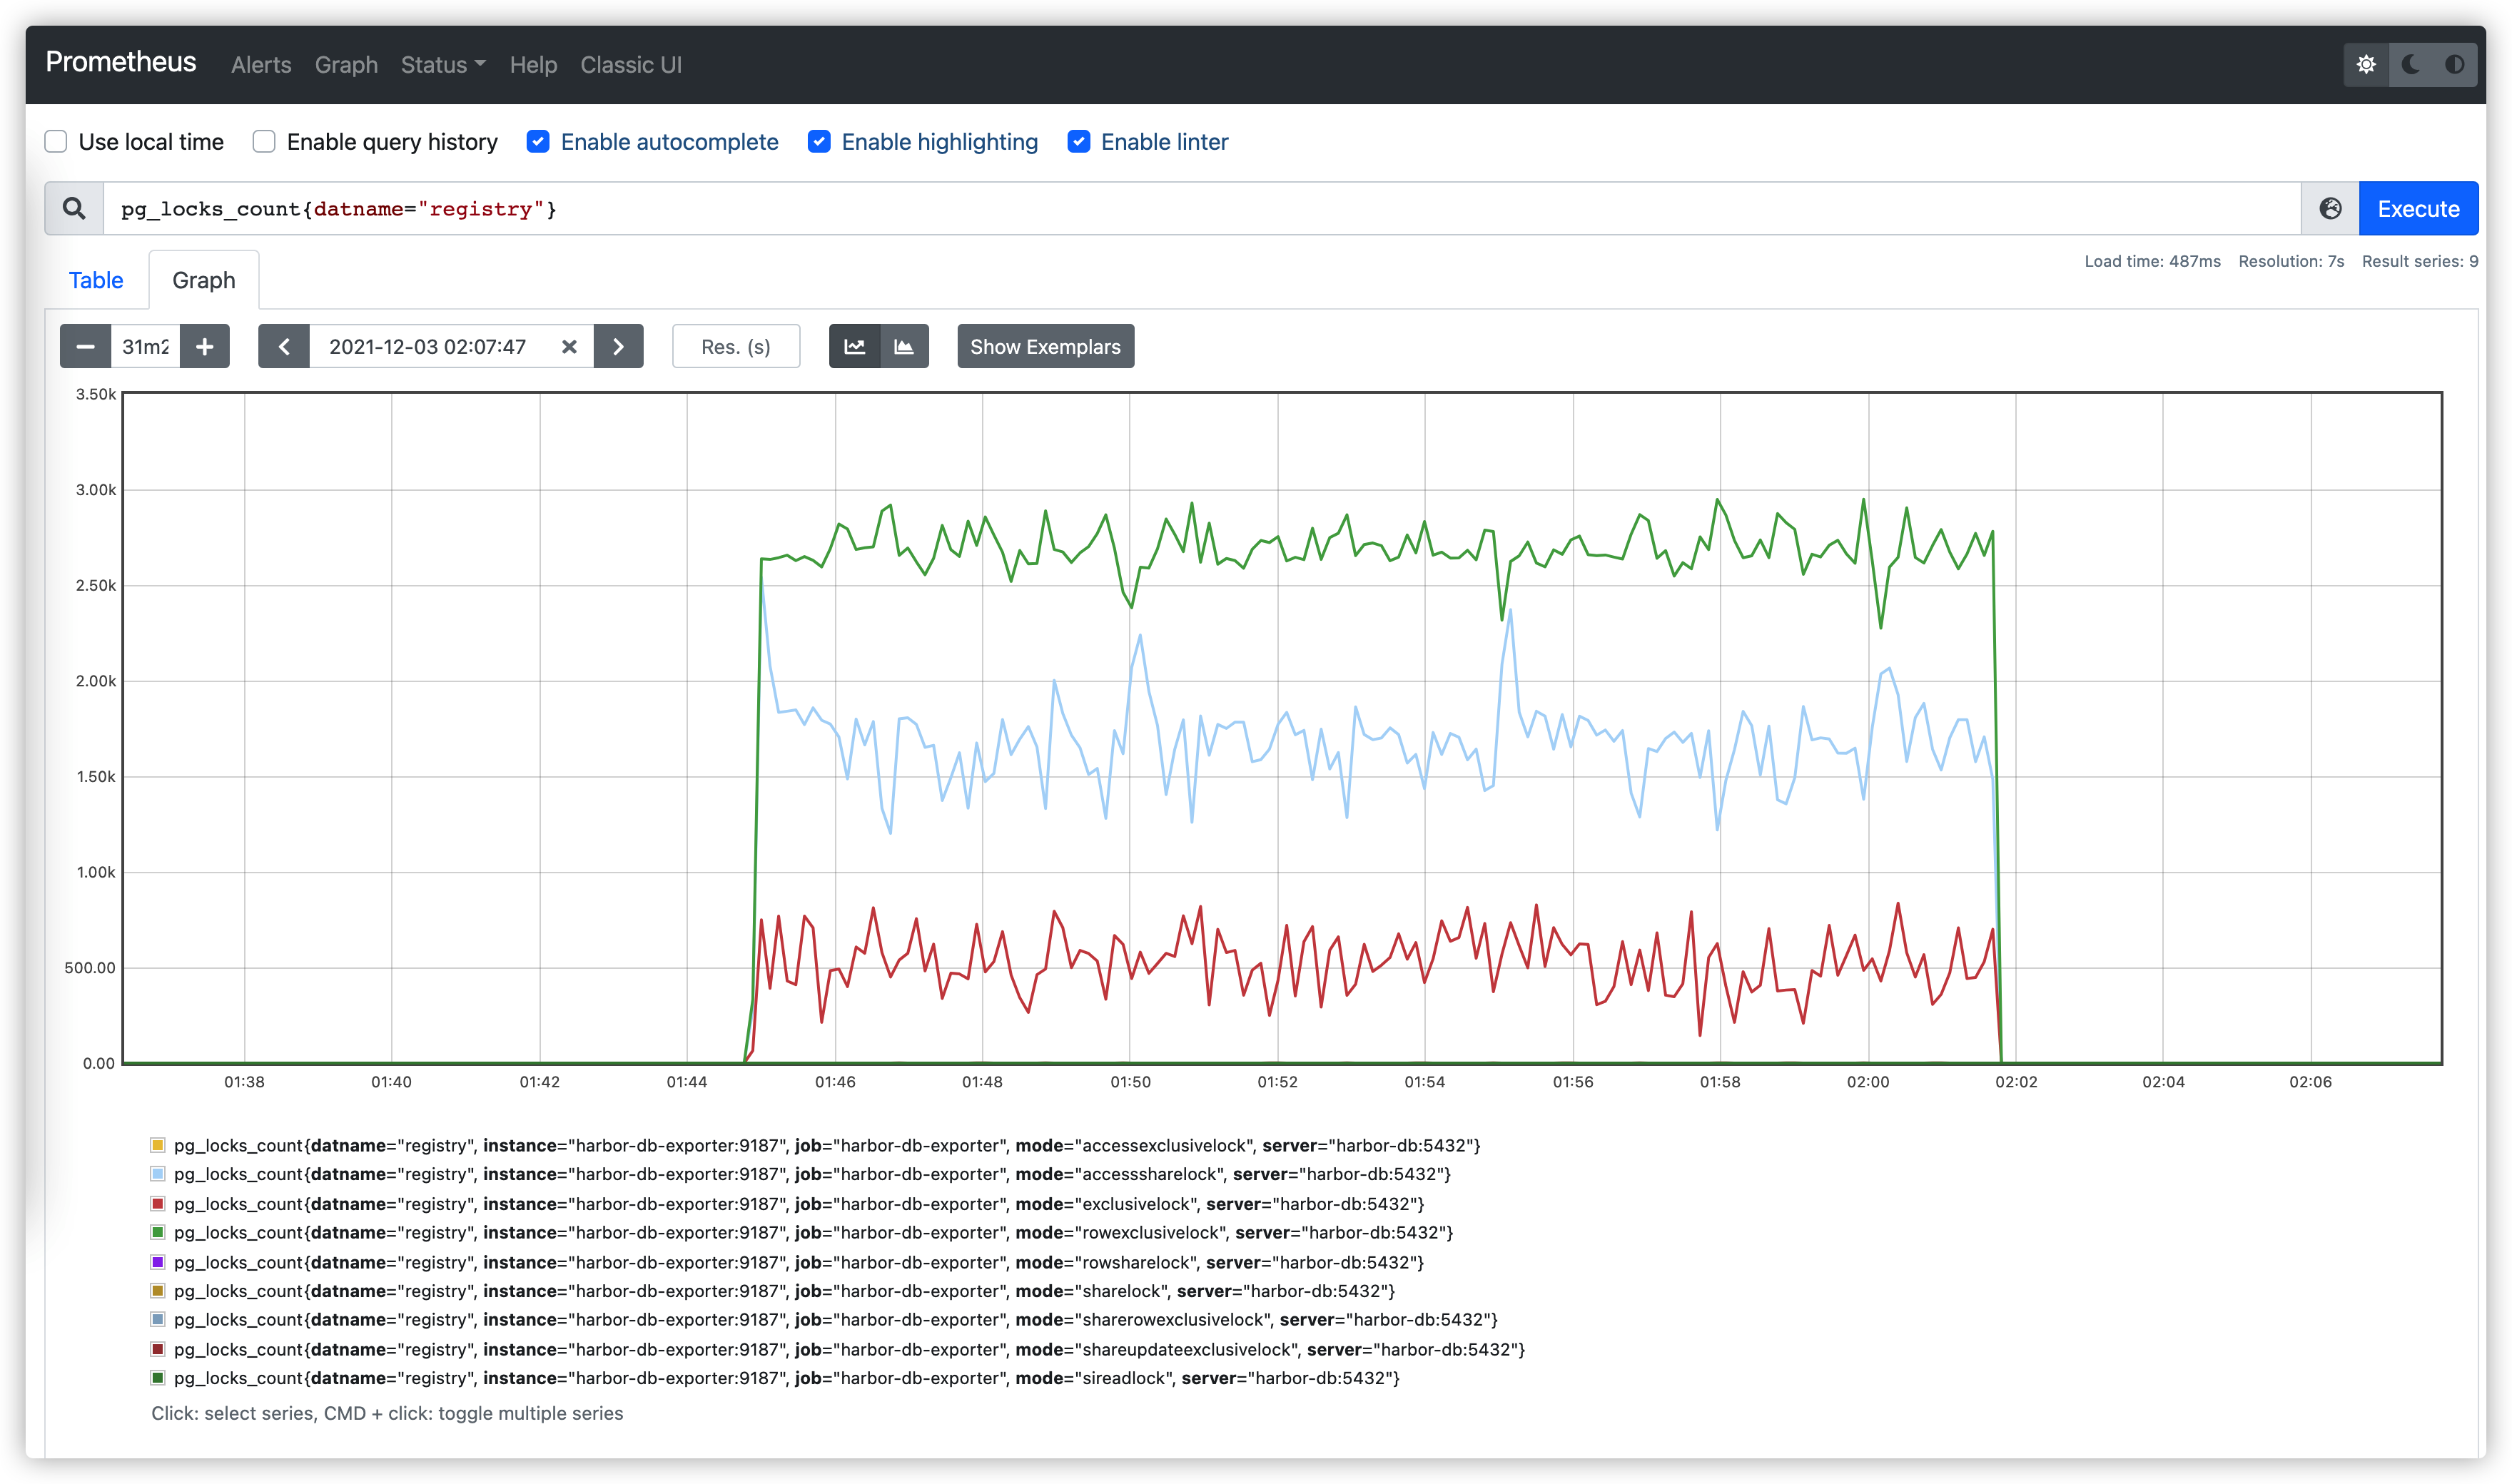 Prometheus Alerts Graph Status Help Classic UI
Use local time Enable query history Enable autocomplete Enable highlighting Enable linter
pg_locks_count{datname="registry"} Execute
Table Graph Load time: 487ms Resolution: 7s Result series: 9
31m2 2021-12-03 02:07:47 Res. (s) Show Exemplars
3.50k
3.00k
2.50k
2.00k
1.50k
1.00k
500.00
0.00
01:38 01:40 01:42 01:44 01:46 01:48 01:50 01:52 01:54 01:56 01:58 02:00 02:02 02:04 02:06
pg_locks_count{datname="registry", instance="harbor-db-exporter:9187", job="harbor-db-exporter", mode="accessexclusivelock", server="harbor-db:5432"}
pg_locks_count{datname="registry", instance="harbor-db-exporter:9187", job="harbor-db-exporter", mode="accesssharelock", server="harbor-db:5432"}
pg_locks_count{datname="registry", instance="harbor-db-exporter:9187", job="harbor-db-exporter", mode="exclusivelock", server="harbor-db:5432"}
pg_locks_count{datname="registry", instance="harbor-db-exporter:9187", job="harbor-db-exporter", mode="rowexclusivelock", server="harbor-db:5432"}
pg_locks_count{datname="registry", instance="harbor-db-exporter:9187", job="harbor-db-exporter", mode="rowsharelock", server="harbor-db:5432"}
pg_locks_count{datname="registry", instance="harbor-db-exporter:9187", job="harbor-db-exporter", mode="sharelock", server="harbor-db:5432"}
pg_locks_count{datname="registry", instance="harbor-db-exporter:9187", job="harbor-db-exporter", mode="sharerowexclusivelock", server="harbor-db:5432"}
pg_locks_count{datname="registry", instance="harbor-db-exporter:9187", job="harbor-db-exporter", mode="shareupdateexclusivelock", server="harbor-db:5432"}
pg_locks_count{datname="registry", instance="harbor-db-exporter:9187", job="harbor-db-exporter", mode="sireadlock", server="harbor-db:5432"}
Click: select series, CMD + click: toggle multiple series